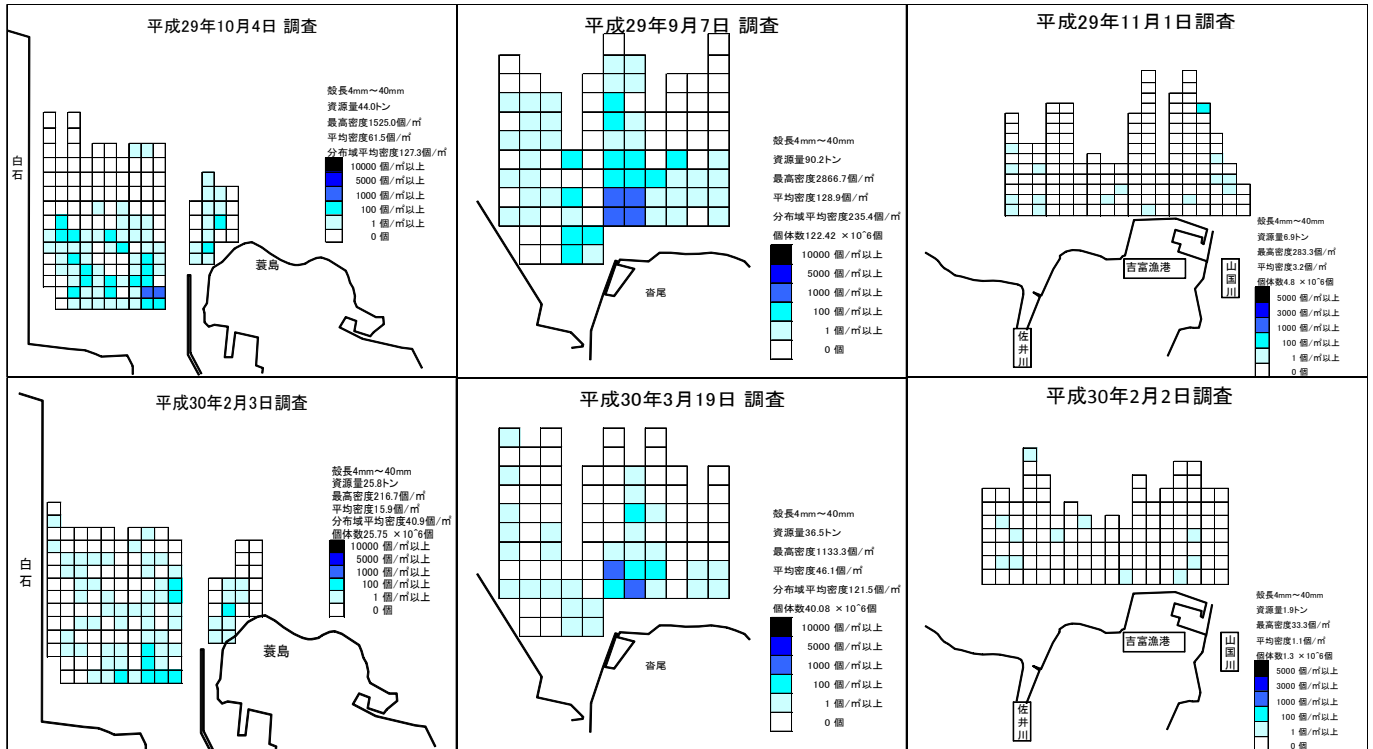 平成29年10月4日 調査
殻長4mm～40mm
資源量44.0トン
最高密度1525.0個/㎡
平均密度61.5個/㎡
分布域平均密度127.3個/㎡
10000 個/㎡以上
5000 個/㎡以上
1000 個/㎡以上
100 個/㎡以上
1 個/㎡以上
0 個
白石
蓑島
平成29年9月7日 調査
殻長4mm～40mm
資源量90.2トン
最高密度2866.7個/㎡
平均密度128.9個/㎡
分布域平均密度235.4個/㎡
個体数122.42 ×10^6個
10000 個/㎡以上
5000 個/㎡以上
1000 個/㎡以上
100 個/㎡以上
1 個/㎡以上
0 個
沓尾
平成29年11月1日 調査
殻長4mm～40mm
資源量6.9トン
最高密度283.3個/㎡
平均密度3.2個/㎡
個体数4.8 ×10^6個
5000 個/㎡以上
3000 個/㎡以上
1000 個/㎡以上
100 個/㎡以上
1 個/㎡以上
0 個
吉富漁港
山国川
佐井川
平成30年2月3日調査
殻長4mm～40mm
資源量25.8トン
最高密度216.7個/㎡
平均密度15.9個/㎡
分布域平均密度40.9個/㎡
個体数25.75 ×10^6個
10000 個/㎡以上
5000 個/㎡以上
1000 個/㎡以上
100 個/㎡以上
1 個/㎡以上
0 個
白石
蓑島
平成30年3月19日 調査
殻長4mm～40mm
資源量36.5トン
最高密度1133.3個/㎡
平均密度46.1個/㎡
分布域平均密度121.5個/㎡
個体数40.08 ×10^6個
10000 個/㎡以上
5000 個/㎡以上
1000 個/㎡以上
100 個/㎡以上
1 個/㎡以上
0 個
沓尾
平成30年2月2日調査
殻長4mm～40mm
資源量1.9トン
最高密度33.3個/㎡
平均密度1.1個/㎡
個体数1.3 ×10^6個
5000 個/㎡以上
3000 個/㎡以上
1000 個/㎡以上
100 個/㎡以上
1 個/㎡以上
0 個
吉富漁港
山国川
佐井川